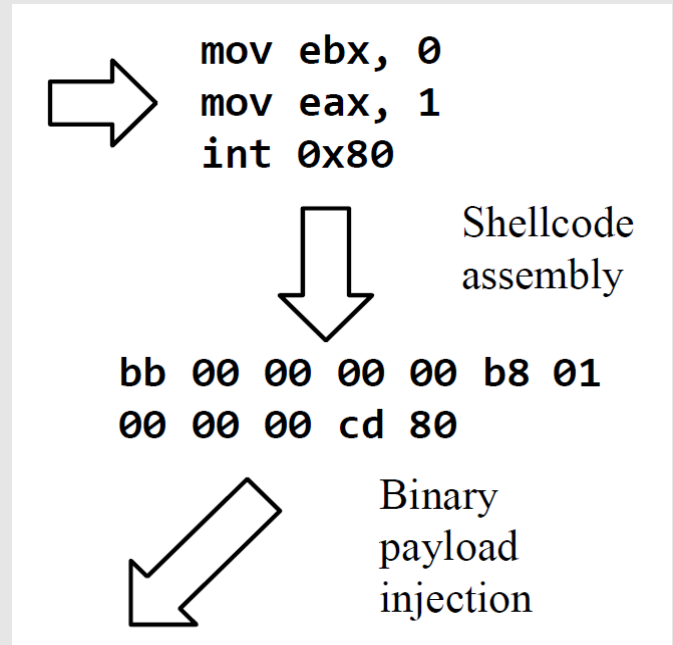 mov ebx, 0
mov eax, 1
int 0x80
Shellcode
assembly
bb 00 00 00 00 b8 01
00 00 00 cd 80
Binary
payload
injection